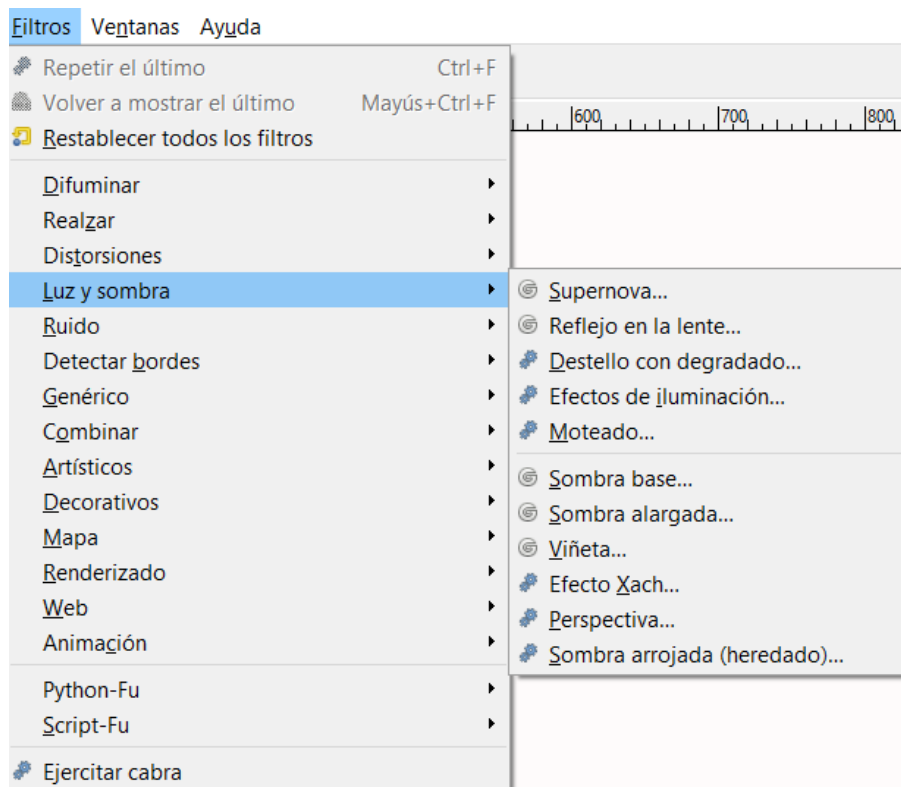 Filtros Ventanas Ayuda
Repetir el último Ctrl+F
Volver a mostrar el último Mayús+Ctrl+F
Restablecer todos los filtros
600 700 800
Difuminar
Realzar
Distorsiones
Luz y sombra
Ruido
Detectar bordes
Genérico
Combinar
Artísticos
Decorativos
Mapa
Renderizado
Web
Animación
Python-Fu
Script-Fu
Ejercitar cabra
Supernova...
Reflejo en la lente...
Destello con degradado...
Efectos de iluminación...
Moteado...
Sombra base...
Sombra alargada...
Viñeta...
Efecto Xach...
Perspectiva...
Sombra arrojada (heredado)...